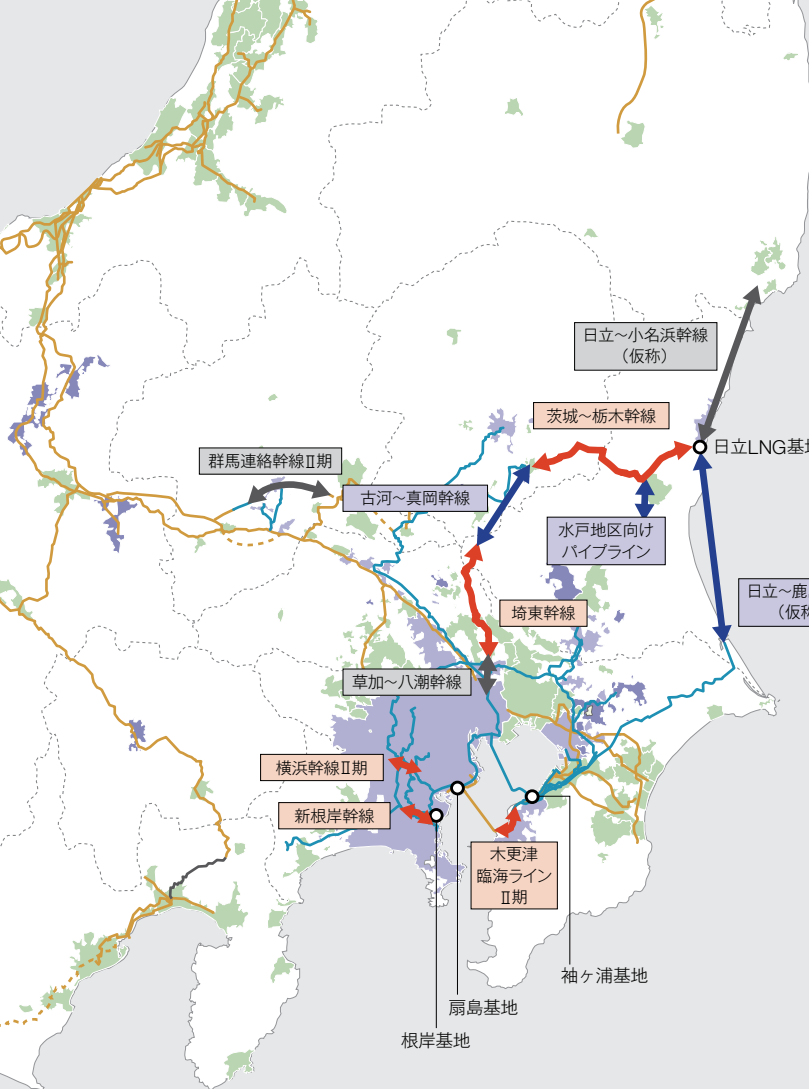 日立～小名浜幹線
（仮称）
茨城～栃木幹線
日立LNG基地
群馬連絡幹線Ⅱ期
古河～真岡幹線
水戸地区向け
パイプライン
日立～鹿
（仮称
埼東幹線
草加～八潮幹線
横浜幹線Ⅱ期
新根岸幹線
木更津
臨海ライン
Ⅱ期
袖ヶ浦基地
扇島基地
根岸基地